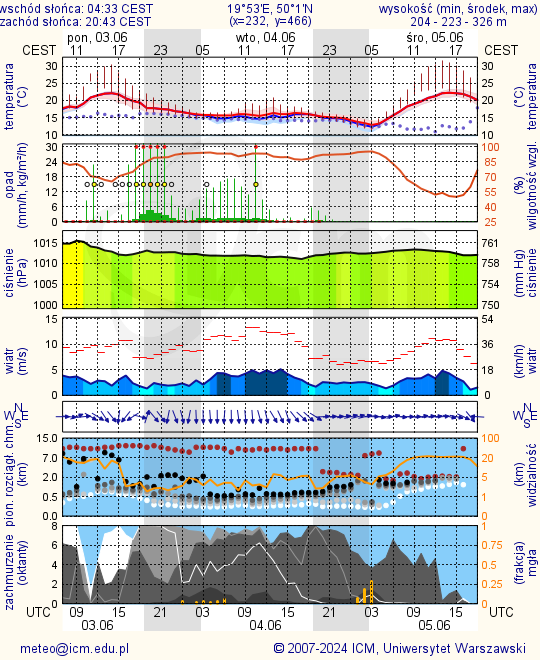 wschód słońca: 04:33 CEST 19°53'E, 50°1'N wysokość (min, środek, max)
zachód słońca: 20:43 CEST (x=232, y=466) 204 - 223 - 326 m
pon, 03.06 wto, 04.06 śro, 05.06
CEST 11 17 23 05 11 17 23 05 11 17 CEST
temperatura (°C)
30 25 20 15 10
30 25 20 15 10
temperatura (°C)
opad (mm/h, kg/m²/h)
30 24 18 12 6 0
100 85 70 55 40 25
wilgotność wzgl. (%)
ciśnienie (hPa)
1015 1010 1005 1000
761 758 754 750
ciśnienie (mm Hg)
wiatr (m/s)
15 10 5 0
54 36 18 0
wiatr (km/h)
N W E S
N W E S
pion. rozciągł. chm. (km)
15.0 7.0 2.0 0.5 0.0
100 20 5 1 0
widzialność (km)
zachmurzenie (oktanty)
8 6 4 2 0
1 0.75 0.5 0.25 0
mgła (frakcja)
UTC 09 15 21 03 09 15 21 03 09 15 UTC
03.06 04.06 05.06
meteo@icm.edu.pl © 2007-2024 ICM, Uniwersytet Warszawski